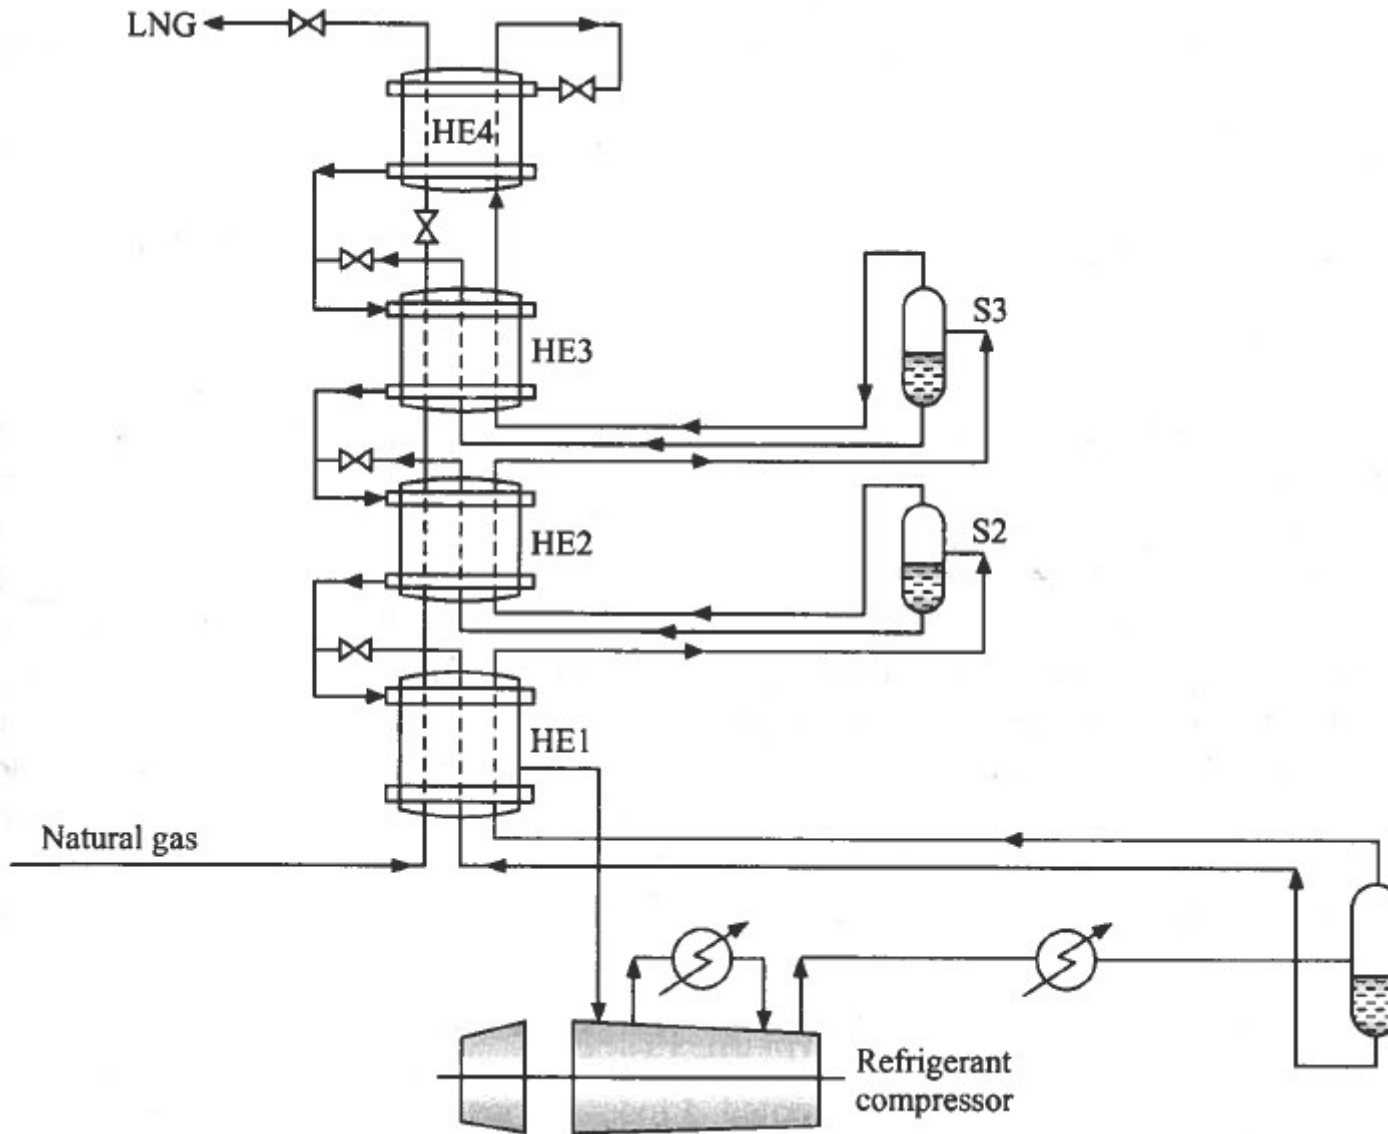 LNG
HE4
S3
HE3
S2
HE2
HE1
Natural gas
Refrigerant
compressor